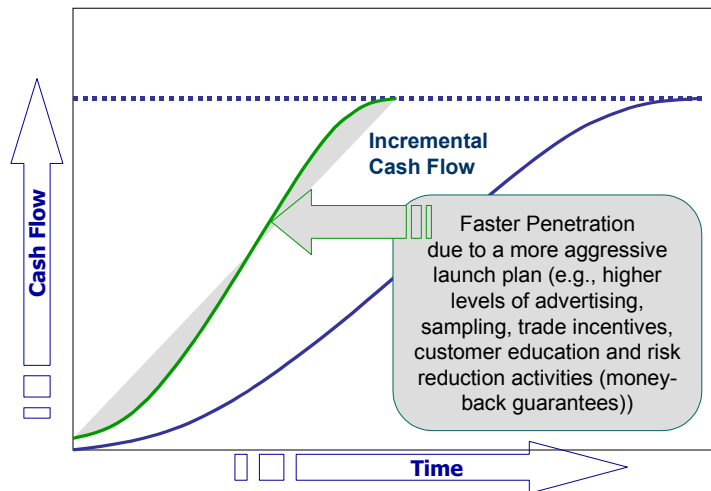 Incremental
Cash Flow
Cash Flow
Faster Penetration
due to a more aggressive
launch plan (e.g., higher
levels of advertising,
sampling, trade incentives,
customer education and risk
reduction activities (money-
back guarantees))
Time